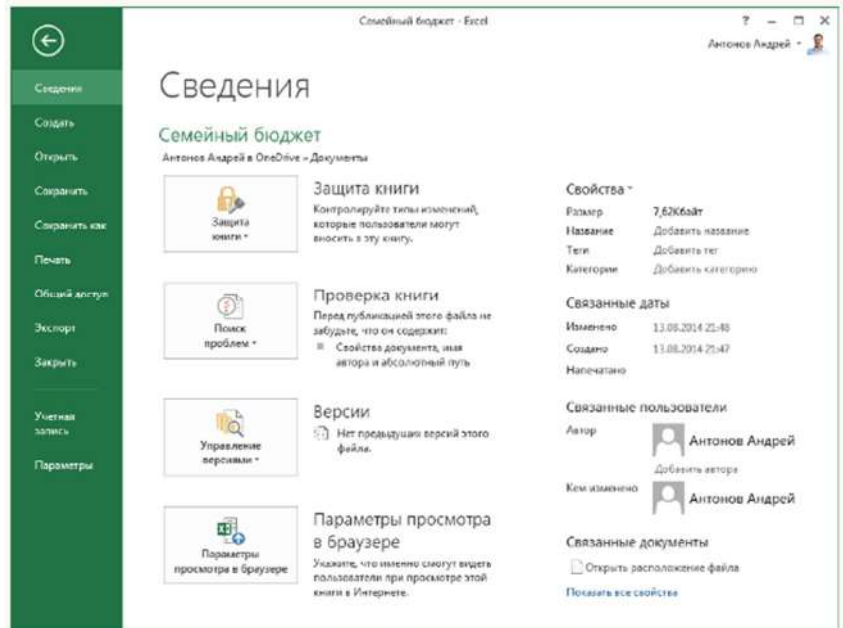 Семейный бюджет - Excel
?
Антонов Андрей
Сведения
Создать
Открыть
Сохранить
Сохранить как
Печать
Общий доступ
Экспорт
Закрыть
Учетная
запись
Параметры
Сведения
Семейный бюджет
Антонов Андрей в OneDrive » Документы
Защита
книги
Защита книги
Контролируйте типы изменений,
которые пользователи могут
вносить в эту книгу.
Поиск
проблем
Проверка книги
Перед публикацией этого файла не
забудьте, что он содержит:
Свойства документа, имя
автора и абсолютный путь
Управление
версиями
Версии
Нет предыдущих версий этого
файла.
Параметры
просмотра в браузере
Параметры просмотра
в браузере
Укажите, что именно смогут видеть
пользователи при просмотре этой
книги в Интернете.
Свойства
Размер 7,62Кбайт
Название Добавить название
Теги Добавить тег
Категории Добавить категорию
Связанные даты
Изменено 13.08.2014 21:48
Создано 13.08.2014 21:47
Напечатано
Связанные пользователи
Автор Антонов Андрей
Добавить автора
Кем изменено Антонов Андрей
Связанные документы
Открыть расположение файла
Показать все свойства